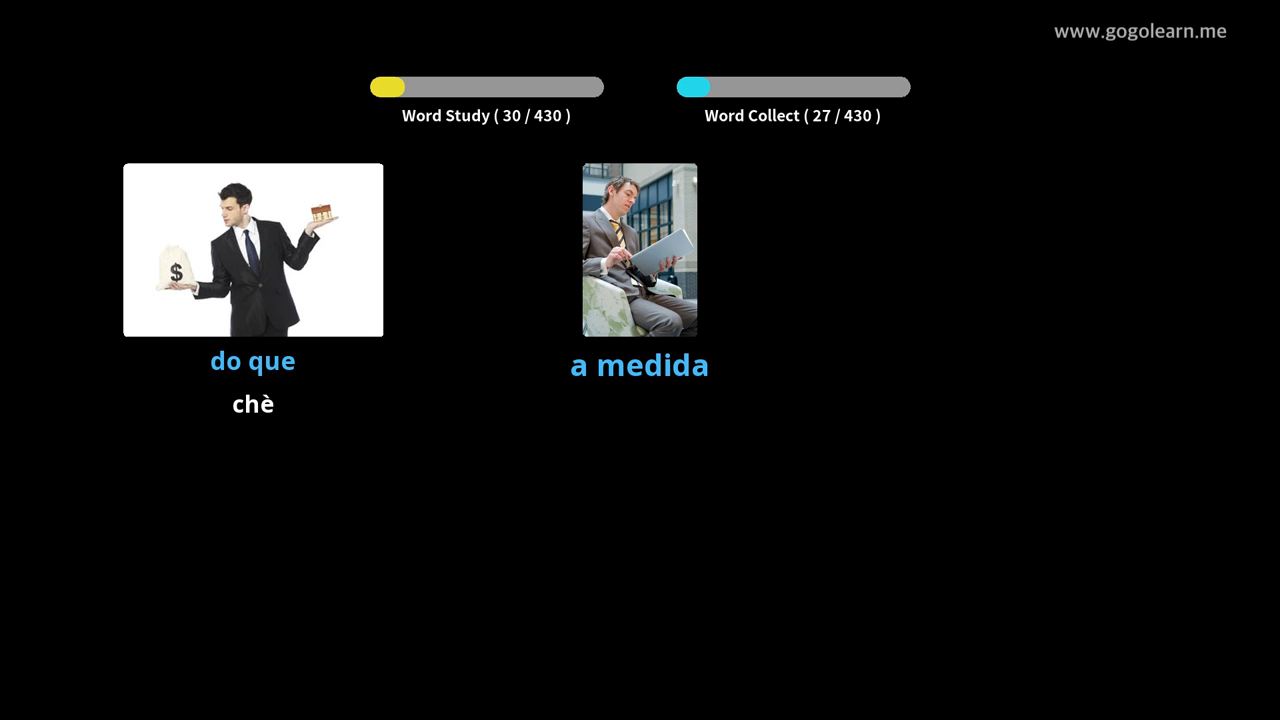 www.gogolearn.me
Word Study ( 30 / 430 )
Word Collect ( 27 / 430 )
$
do que
chè
a medida